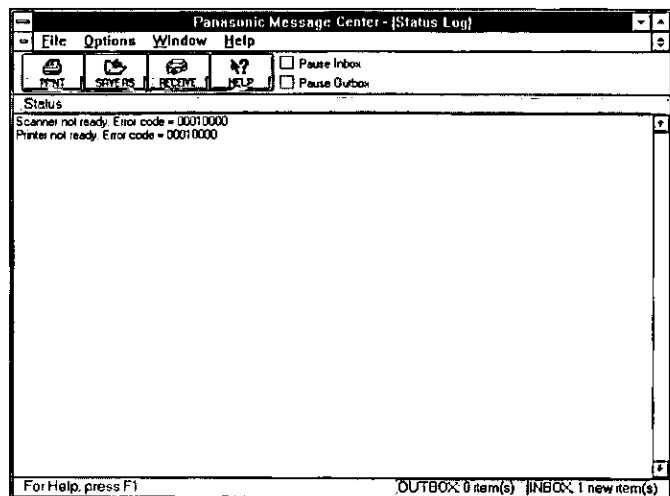 Panasonic Message Center - [Status Log]
File Options Window Help
PRINT SAVE AS RECEIVE HELP
Pause Inbox
Pause Outbox
Status
Scanner not ready. Error code = 00010000
Printer not ready. Error code = 00010000
For Help, press F1 OUTBOX: 0 item(s) INBOX: 1 new item(s)